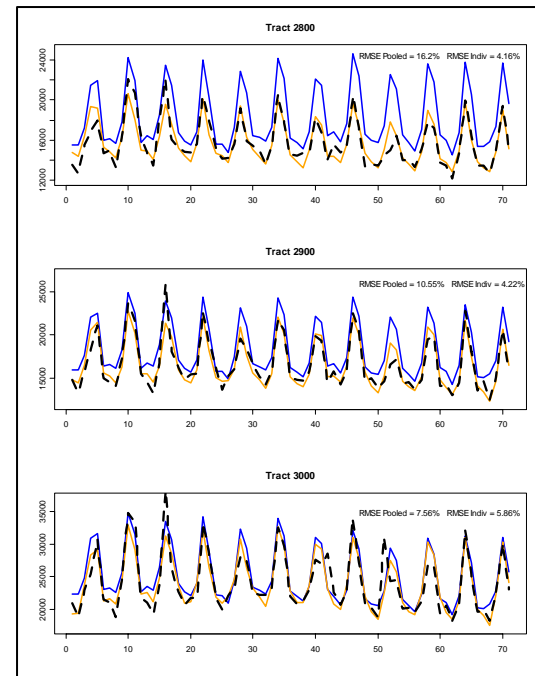 Tract 2800
RMSE Pooled = 16.2% RMSE Indiv = 4.16%
24000
20000
16000
12000
0 10 20 30 40 50 60 70
Tract 2900
RMSE Pooled = 10.55% RMSE Indiv = 4.22%
25000
20000
15000
0 10 20 30 40 50 60 70
Tract 3000
RMSE Pooled = 7.56% RMSE Indiv = 5.86%
35000
30000
25000
20000
0 10 20 30 40 50 60 70